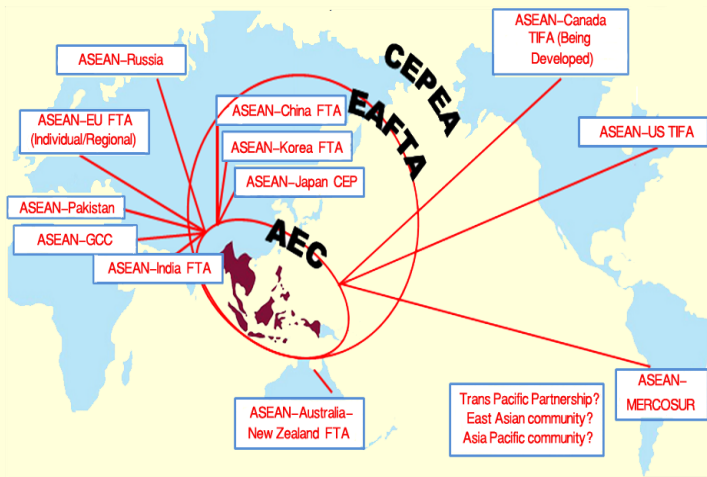 ASEAN-Canada
TIFA (Being
Developed)
CEPEA
ASEAN-Russia
EAFTA
ASEAN-China FTA
ASEAN-EU FTA
(Individual/Regional)
ASEAN-US TIFA
ASEAN-Korea FTA
ASEAN-Japan CEP
ASEAN-Pakistan
AEC
ASEAN-GCC
ASEAN-India FTA
ASEAN-
MERCOSUR
Trans Pacific Partnership?
East Asian community?
Asia Pacific community?
ASEAN-Australia-
New Zealand FTA